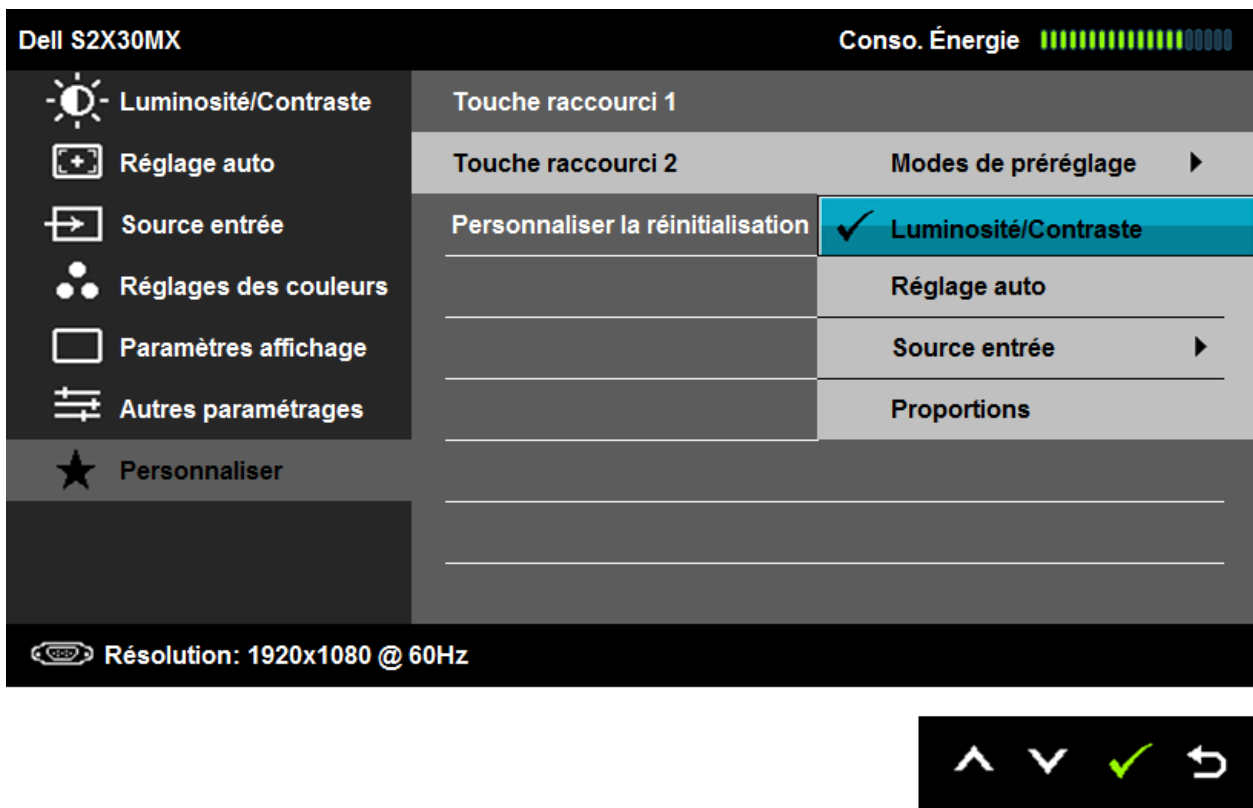 Dell S2X30MX Conso. Énergie
Luminosité/Contraste Touche raccourci 1
Réglage auto Touche raccourci 2 Modes de préréglage
Source entrée Personnaliser la réinitialisation Luminosité/Contraste
Réglages des couleurs Réglage auto
Paramètres affichage Source entrée
Autres paramétrages Proportions
Personnaliser
Résolution: 1920x1080 @ 60Hz